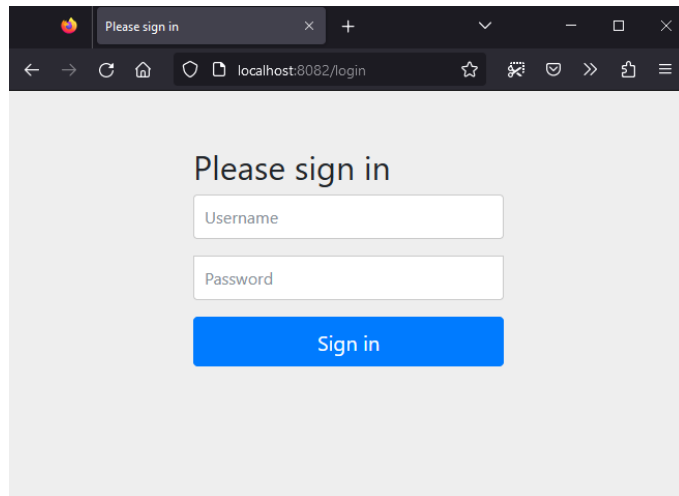 Please sign in
localhost:8082/login
Please sign in
Username
Password
Sign in